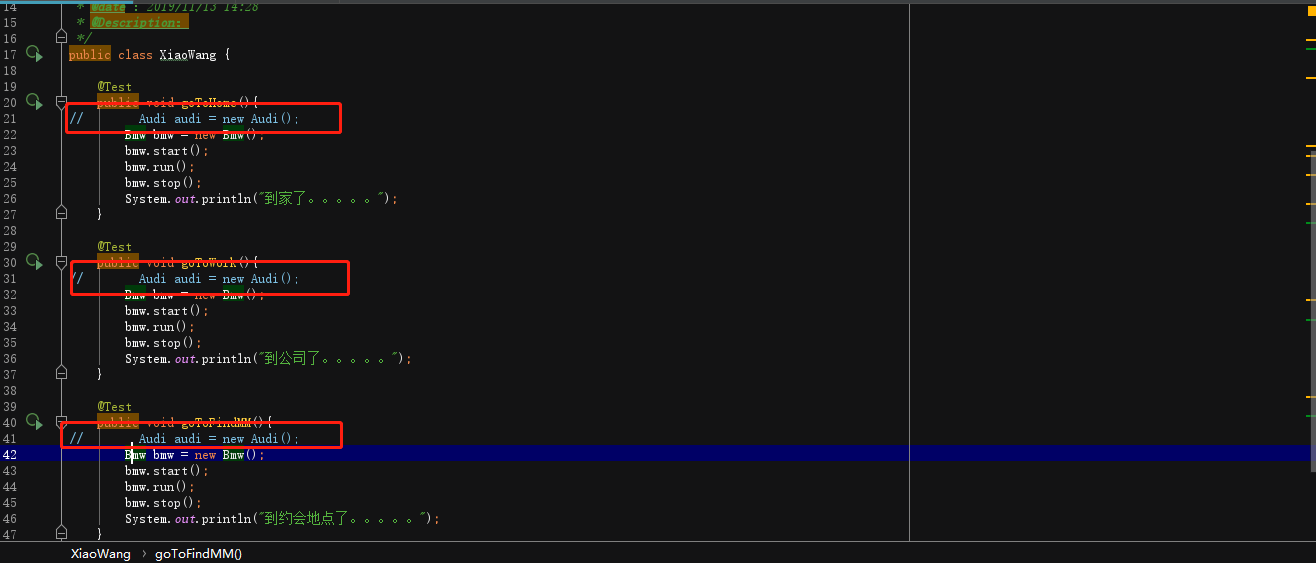 14 * @date : 2019/11/13 14:28
15 * @Description:
16 */
17 public class XiaoWang {
18
19 @Test
20 public void goToHome(){
21 // Audi audi = new Audi();
22 Bmw bmw = new Bmw();
23 bmw.start();
24 bmw.run();
25 bmw.stop();
26 System.out.println("到家了。。。。。");
27 }
28
29 @Test
30 public void goToWork(){
31 // Audi audi = new Audi();
32 Bmw bmw = new Bmw();
33 bmw.start();
34 bmw.run();
35 bmw.stop();
36 System.out.println("到公司了。。。。。");
37 }
38
39 @Test
40 public void goToFindMM(){
41 // Audi audi = new Audi();
42 Bmw bmw = new Bmw();
43 bmw.start();
44 bmw.run();
45 bmw.stop();
46 System.out.println("到约会地点了。。。。。");
47 }
XiaoWang › goToFindMM()